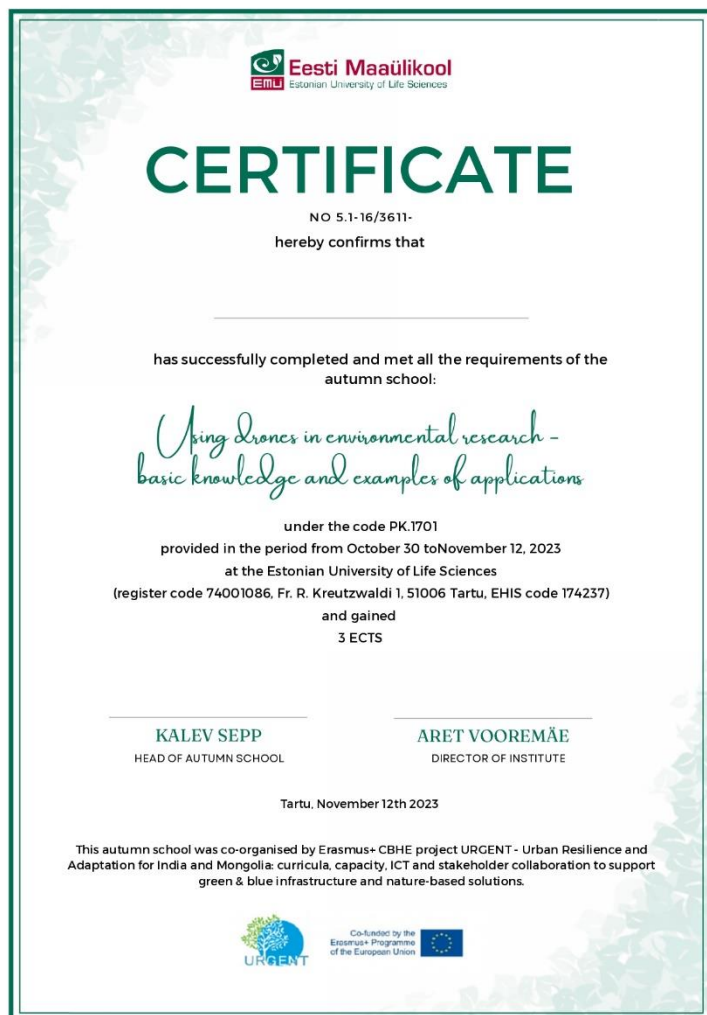 EMU
Eesti Maaülikool
Estonian University of Life Sciences
CERTIFICATE
NO 5.1-16/3611-
hereby confirms that
has successfully completed and met all the requirements of the
autumn school:
Using drones in environmental research -
basic knowledge and examples of applications
under the code PK.1701
provided in the period from October 30 toNovember 12, 2023
at the Estonian University of Life Sciences
(register code 74001086, Fr. R. Kreutzwaldi 1, 51006 Tartu, EHIS code 174237)
and gained
3 ECTS
KALEV SEPP
HEAD OF AUTUMN SCHOOL
ARET VOOREMÄE
DIRECTOR OF INSTITUTE
Tartu, November 12th 2023
This autumn school was co-organised by Erasmus+ CBHE project URGENT - Urban Resilience and
Adaptation for India and Mongolia: curricula, capacity, ICT and stakeholder collaboration to support
green & blue infrastructure and nature-based solutions.
URGENT
Co-funded by the
Erasmus+ Programme
of the European Union